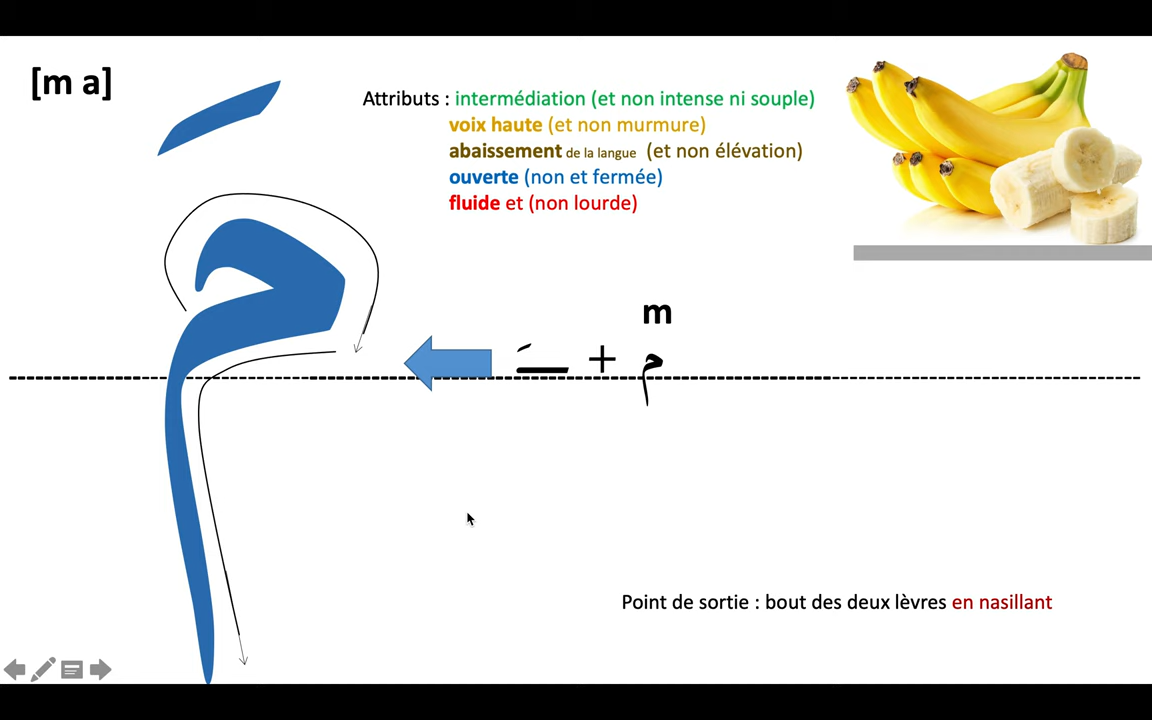 [m a]
Attributs : intermédiation (et non intense ni souple)
voix haute (et non murmure)
abaissement de la langue (et non élévation)
ouverte (non et fermée)
fluide et (non lourde)
مَ
m
ـَ + م
Point de sortie : bout des deux lèvres en nasillant